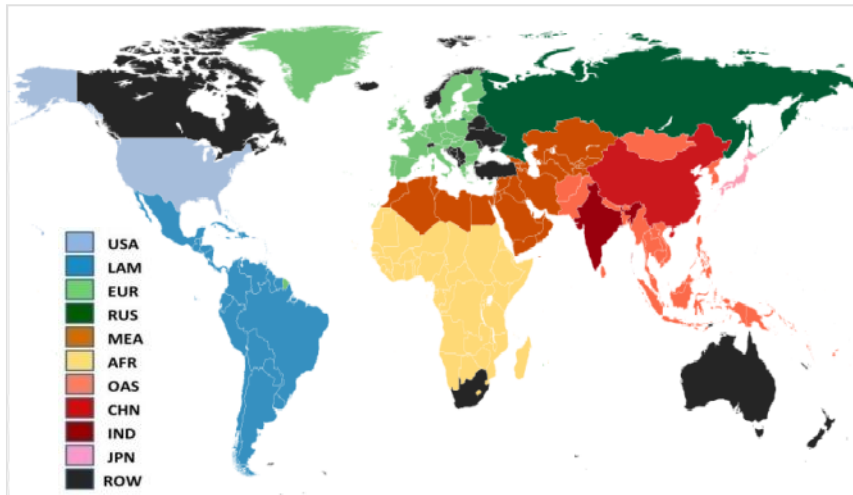 USA
LAM
EUR
RUS
MEA
AFR
OAS
CHN
IND
JPN
ROW